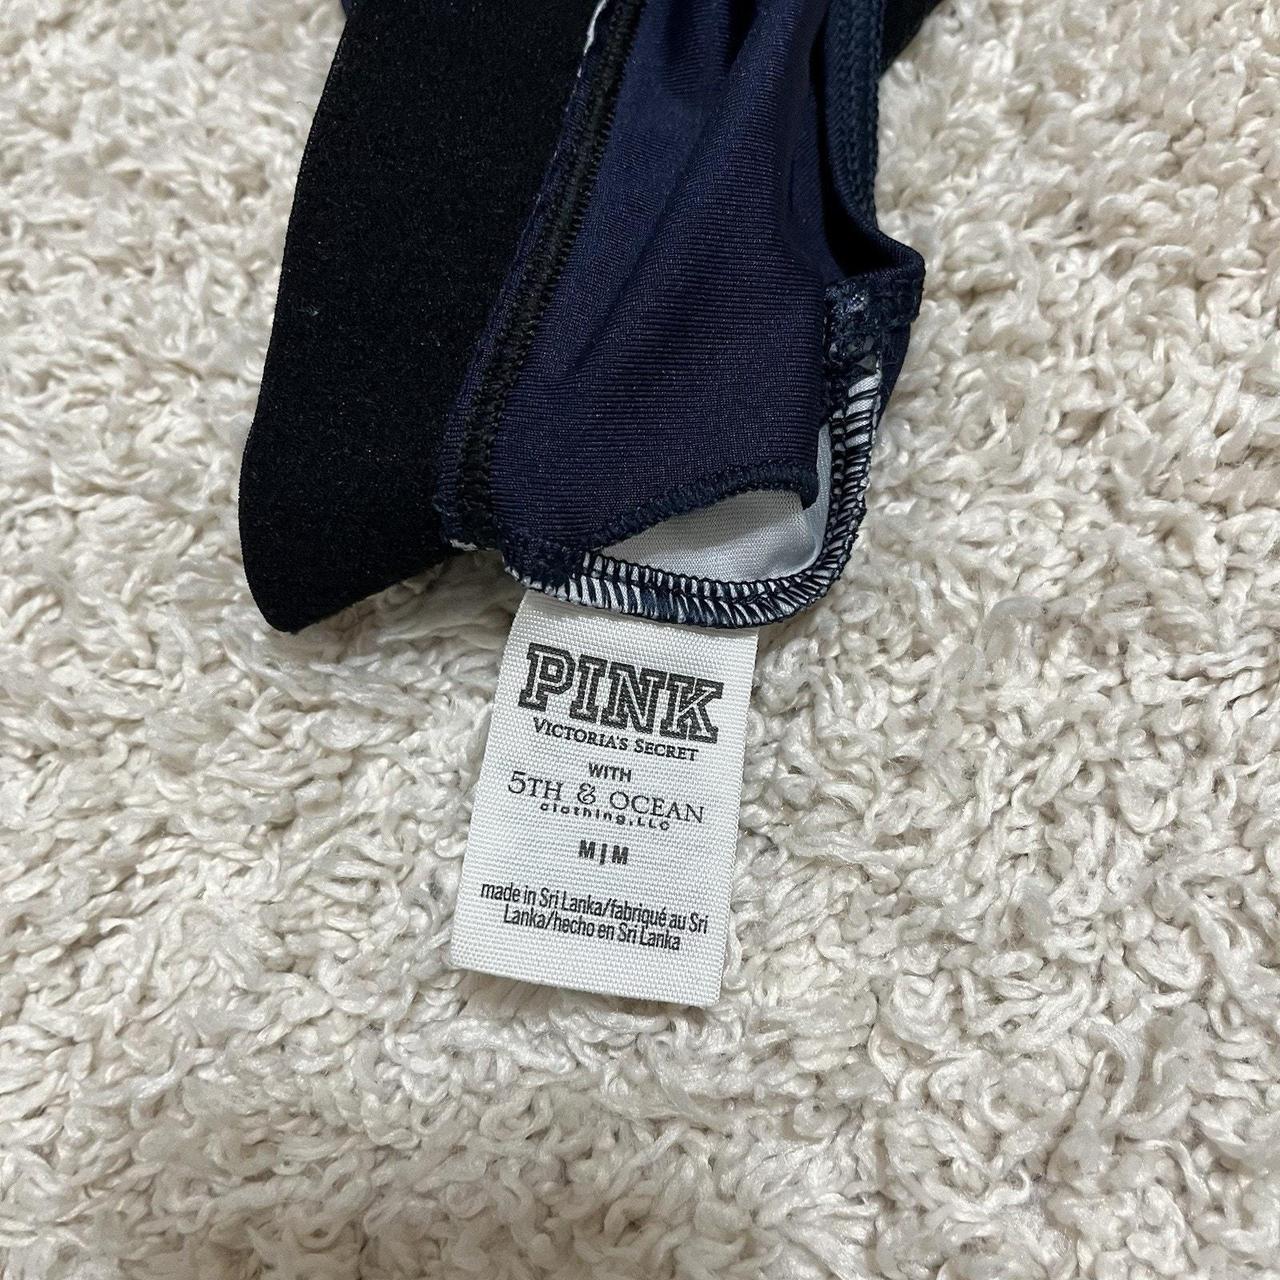 PINK
VICTORIA'S SECRET
WITH
5TH & OCEAN
clothing,LLC
M|M
made in Sri Lanka/fabriqué au Sri
Lanka/hecho en Sri Lanka